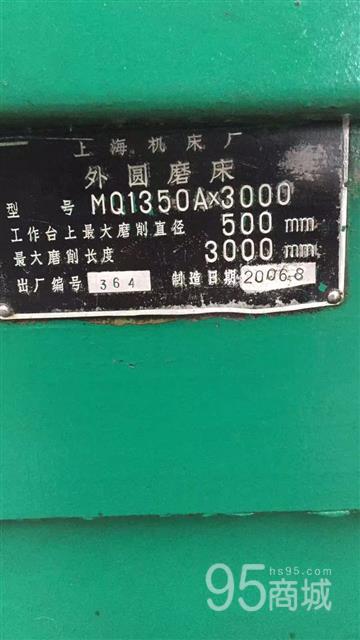 上海机床厂
外圆磨床
型 号 MQ1350A×3000
工作台上最大磨削直径 500 mm
最大磨削长度 3000 mm
出厂编号 364 制造日期 2006.8
hs95.com
95商城